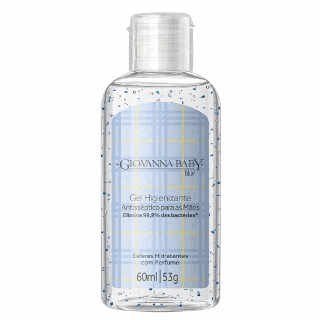 GIOVANNA BABY
blue
Gel Higienizante
Antisséptico para as Mãos
Elimina 99,9% das bactérias*
Esferas Hidratantes
com Perfume
60ml|53g